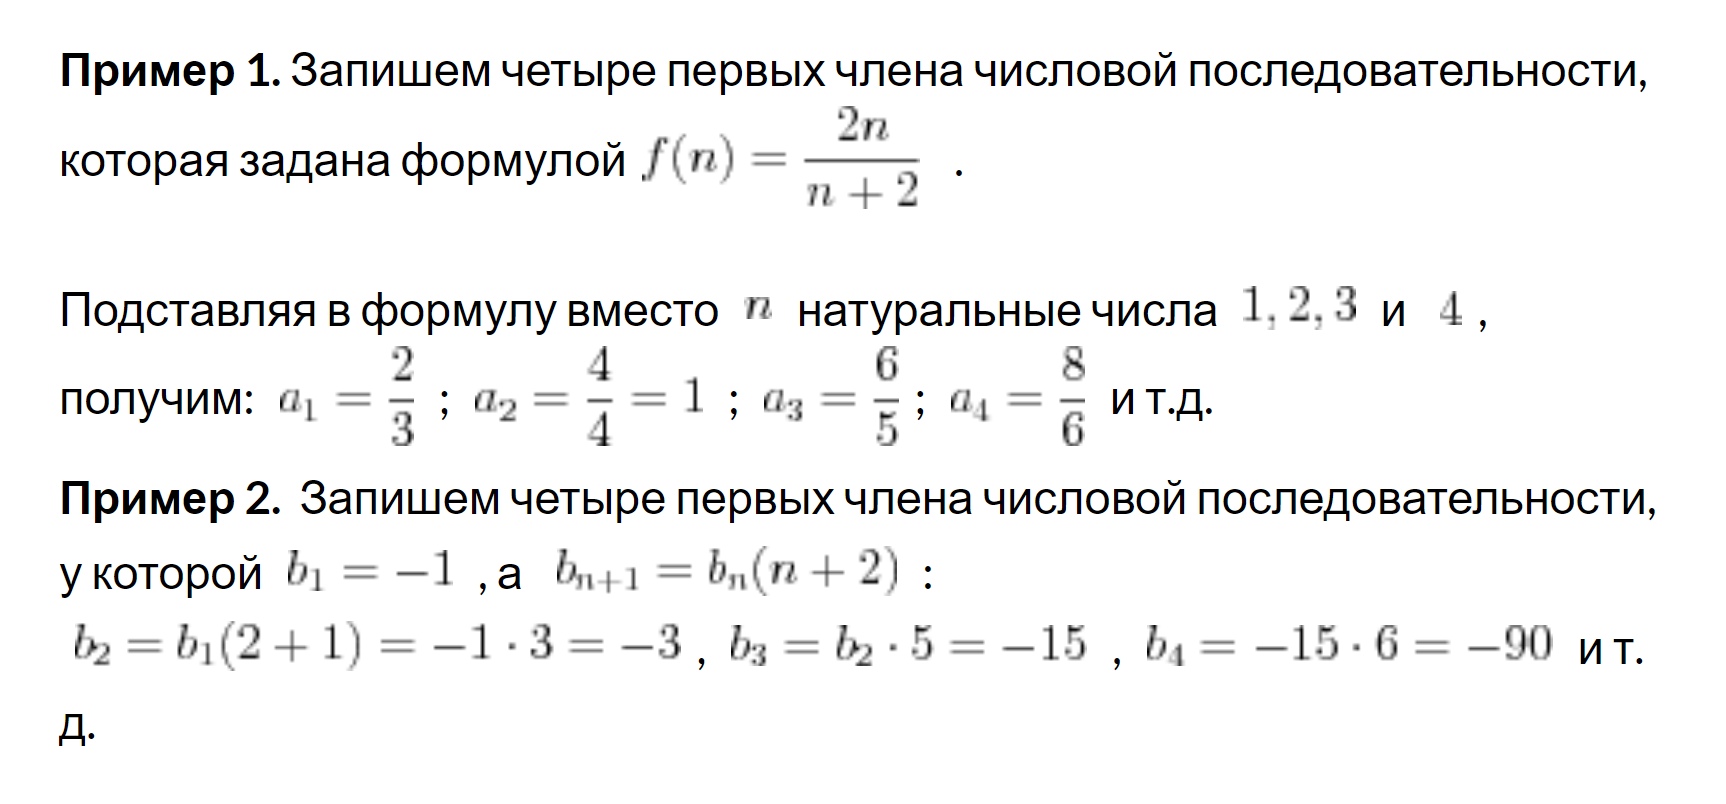 Пример 1. Запишем четыре первых члена числовой последовательности,
которая задана формулой f(n) = \frac{2n}{n+2} .
Подставляя в формулу вместо n натуральные числа 1, 2, 3 и 4 ,
получим: a_1 = \frac{2}{3} ; a_2 = \frac{4}{4} = 1 ; a_3 = \frac{6}{5} ; a_4 = \frac{8}{6} и т.д.
Пример 2. Запишем четыре первых члена числовой последовательности,
у которой b_1 = −1 , а b_{n+1} = b_n(n + 2) :
b_2 = b_1(2 + 1) = −1 · 3 = −3 , b_3 = b_2 · 5 = −15 , b_4 = −15 · 6 = −90 и т.
д.